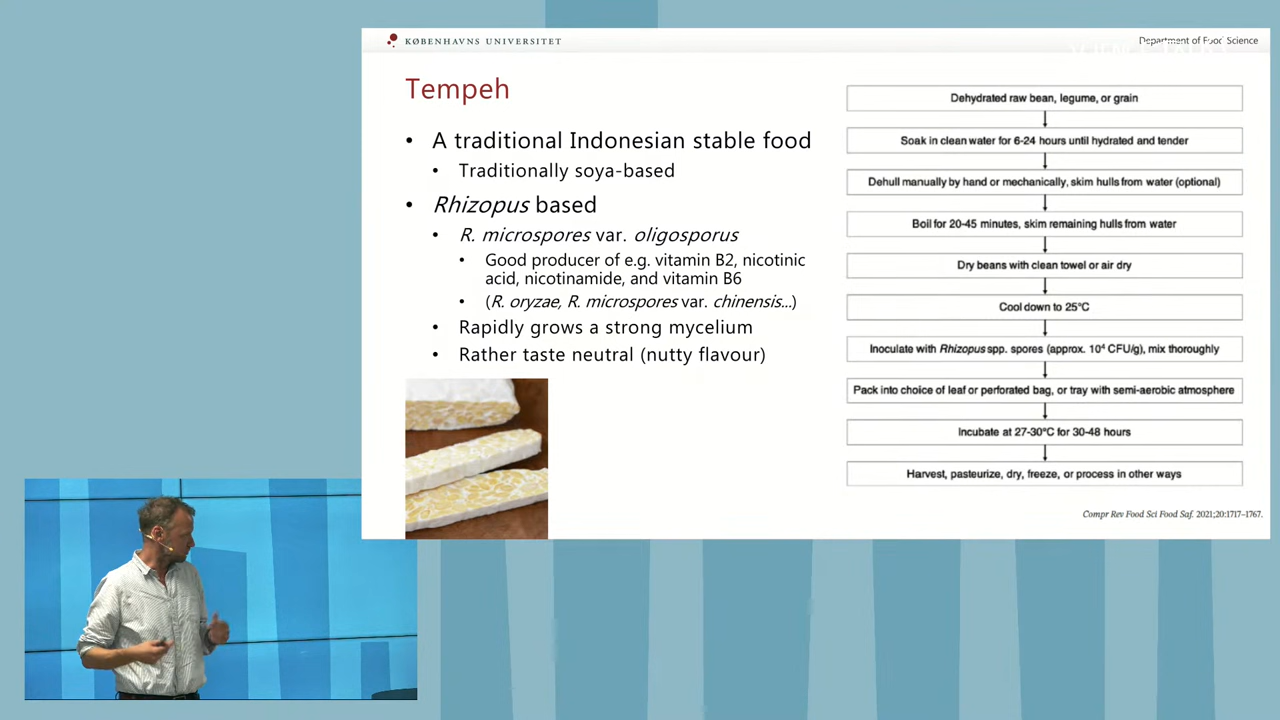 KØBENHAVNS UNIVERSITET
Department of Food Science
Tempeh
• A traditional Indonesian stable food
• Traditionally soya-based
• Rhizopus based
• R. microspores var. oligosporus
• Good producer of e.g. vitamin B2, nicotinic
acid, nicotinamide, and vitamin B6
• (R. oryzae, R. microspores var. chinensis...)
• Rapidly grows a strong mycelium
• Rather taste neutral (nutty flavour)
Dehydrated raw bean, legume, or grain
Soak in clean water for 6-24 hours until hydrated and tender
Dehull manually by hand or mechanically, skim hulls from water (optional)
Boil for 20-45 minutes, skim remaining hulls from water
Dry beans with clean towel or air dry
Cool down to 25°C
Inoculate with Rhizopus spp. spores (approx. 10⁴ CFU/g), mix thoroughly
Pack into choice of leaf or perforated bag, or tray with semi-aerobic atmosphere
Incubate at 27-30°C for 30-48 hours
Harvest, pasteurize, dry, freeze, or process in other ways
Compr Rev Food Sci Food Saf. 2021;20:1717–1767.